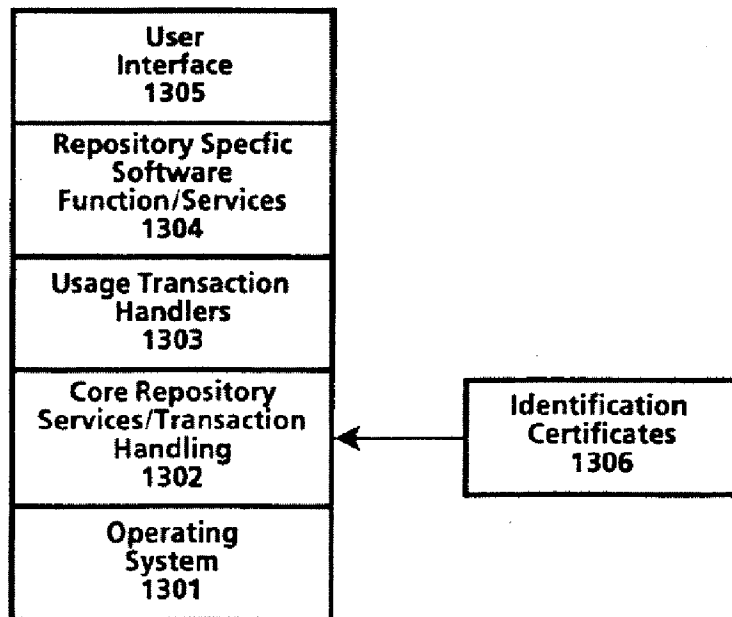 User
Interface
1305
Repository Specfic
Software
Function/Services
1304
Usage Transaction
Handlers
1303
Core Repository
Services/Transaction
Handling
1302
Identification
Certificates
1306
Operating
System
1301